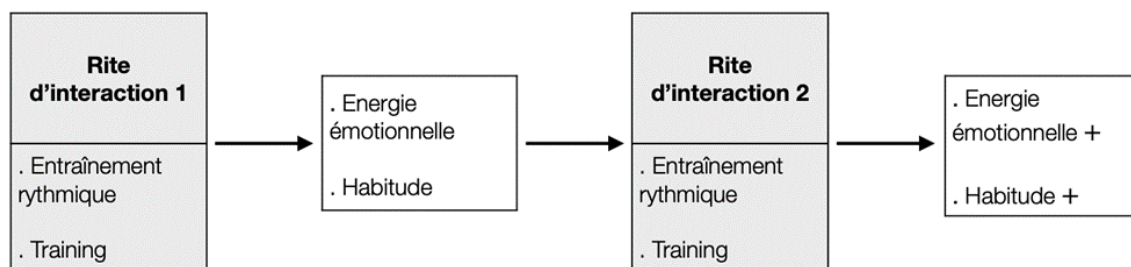 Rite
d’interaction 1
. Entraînement
rythmique
. Training
. Energie
émotionnelle
. Habitude
Rite
d’interaction 2
. Entraînement
rythmique
. Training
. Energie
émotionnelle +
. Habitude +